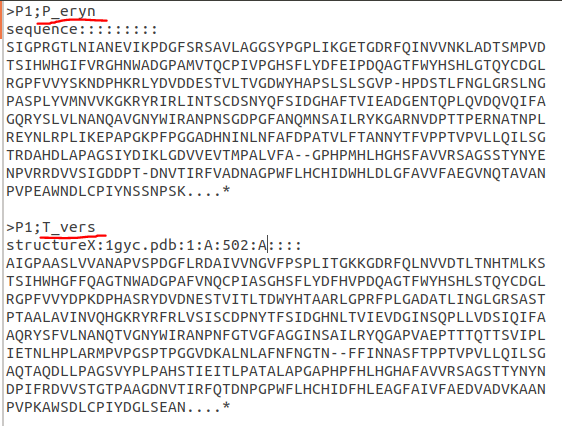 >P1;P_eryn
sequence:::::::::
SIGPRGTLNIANEVIKPDGFSRSAVLAGGSYPGPLIKGETGDRFQINVVNKLADTSMPVD
TSIHWHGIFVRGHNWADGPAMVTQCPIVPGHSFLYDFEIPDQAGTFWYHSHLGTQYCDGL
RGPFVVYSKNDPHKRLYDVDDESTVLTVGDWYHAPSLSLSGVP-HPDSTLFNGLGRSLNG
PASPLYVMNVVKGKRYRIRLINTSCDSNYQFSIDGHAFTVIEADGENTQPLQVDQVQIFA
GQRYSLVLNANQAVGNYWIRANPNSGDPGFANQMNSAILRYKGARNVDPTTPERNATNPL
REYNLRPLIKEPAPGKPFPGGADHNINLNFAFDPATVLFTANNYTFVPPTVPVLLQILSG
TRDAHDLAPAGSIYDIKLGDVVEVTMPALVFA--GPHPMHLHGHSFAVVRSAGSSTYNYE
NPVRRDVVSIGDDPT-DNVTIRFVADNAGPWFLHCHIDWHLDLGFAVVFAEGVNQTAVAN
PVPEAWNDLCPIYNSSNPSK....*
>P1;T_vers
structureX:1gyc.pdb:1:A:502:A::::
AIGPAASLVVANAPVSPDGFLRDAIVVNGVFPSPLITGKKGDRFQLNVVDTLTNHTMLKS
TSIHWHGFFQAGTNWADGPAFVNQCPIASGHSFLYDFHVPDQAGTFWYHSHLSTQYCDGL
RGPFVVYDPKDPHASRYDVDNESTVITLTDWYHTAARLGPRFPLGADATLINGLGRSAST
PTAALAVINVQHGKRYRFRLVSISCDPNYTFSIDGHNLTVIEVDGINSQPLLVDSIQIFA
AQRYSFVLNANQTVGNYWIRANPNFGTVGFAGGINSAILRYQGAPVAEPTTTQTTSVIPL
IETNLHPLARMPVPGSPTPGGVDKALNLAFNFNGTN--FFINNASFTPPTVPVLLQILSG
AQTAQDLLPAGSVYPLPAHSTIEITLPATALAPGAPHPFHLHGHAFAVVRSAGSTTYNYN
DPIFRDVVSTGTPAAGDNVTIRFQTDNPGPWFLHCHIDFHLEAGFAIVFAEDVADVKAAN
PVPKAWSDLCPIYDGLSEAN....*